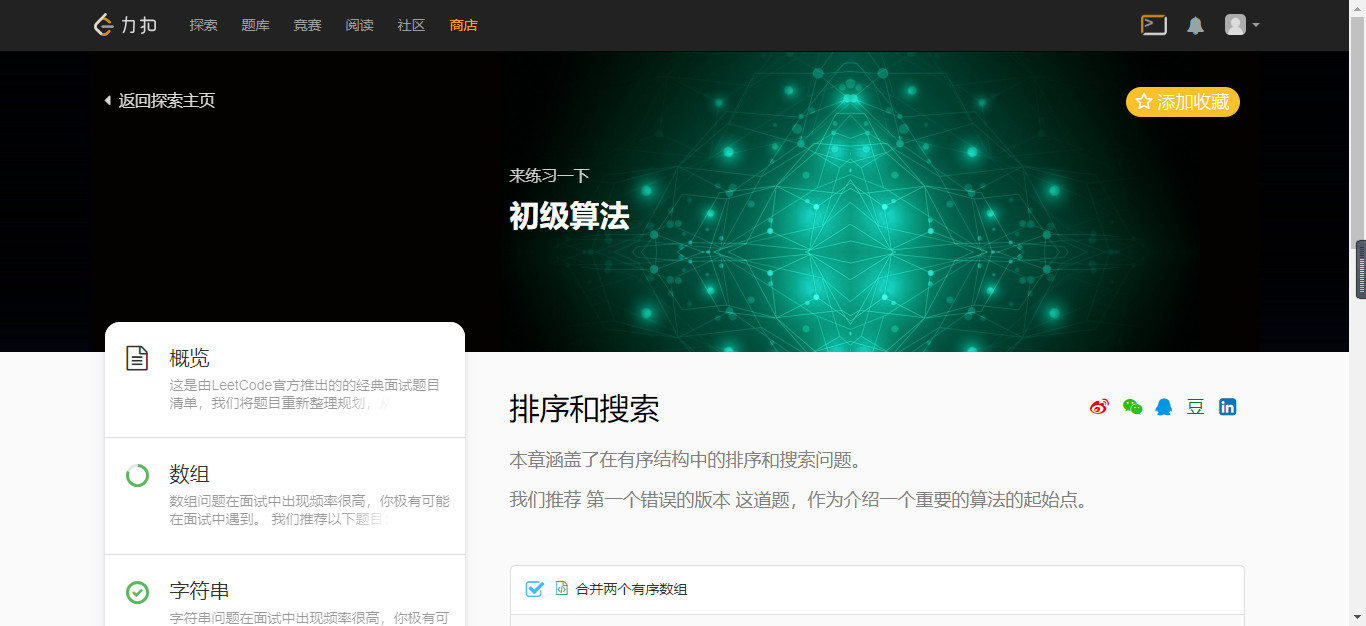 力扣 探索 题库 竞赛 阅读 社区 商店
返回探索主页
添加收藏
来练习一下
初级算法
概览
这是由LeetCode官方推出的的经典面试题目
清单，我们将题目重新整理规划，
数组
数组问题在面试中出现频率很高，你极有可能
在面试中遇到。 我们推荐以下题目
字符串
字符串问题在面试中出现频率很高，你极有可
排序和搜索
豆
in
本章涵盖了在有序结构中的排序和搜索问题。
我们推荐 第一个错误的版本 这道题，作为介绍一个重要的算法的起始点。
合并两个有序数组